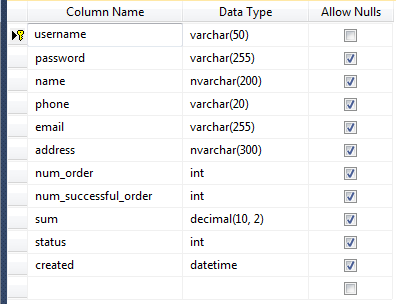 Column Name Data Type Allow Nulls
username varchar(50)
password varchar(255)
name nvarchar(200)
phone varchar(20)
email varchar(255)
address nvarchar(300)
num_order int
num_successful_order int
sum decimal(10, 2)
status int
created datetime